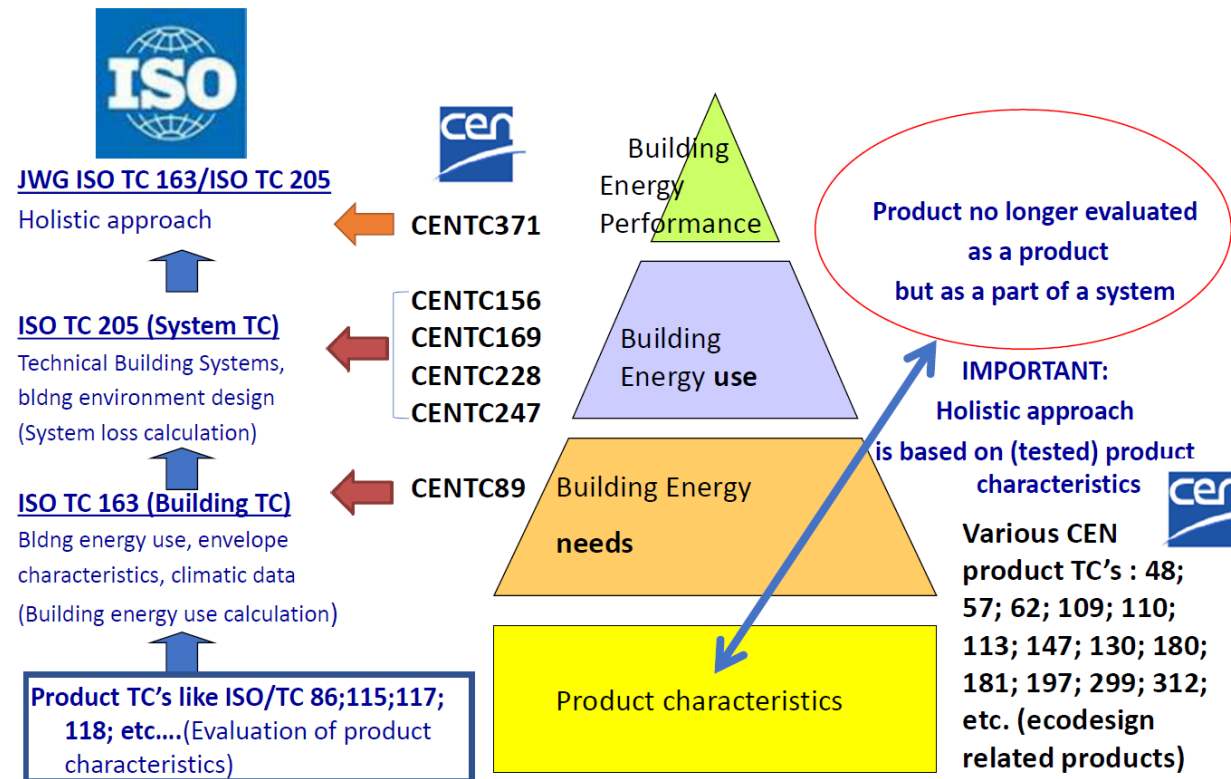 ISO
JWG ISO TC 163/ISO TC 205
Holistic approach
ISO TC 205 (System TC)
Technical Building Systems,
bldng environment design
(System loss calculation)
ISO TC 163 (Building TC)
Bldng energy use, envelope
characteristics, climatic data
(Building energy use calculation)
Product TC's like ISO/TC 86;115;117;
118; etc....(Evaluation of product
characteristics)
cen
CENTC371
CENTC156
CENTC169
CENTC228
CENTC247
CENTC89
Building
Energy
Performance
Building
Energy use
Building Energy
needs
Product characteristics
Product no longer evaluated
as a product
but as a part of a system
IMPORTANT:
Holistic approach
is based on (tested) product
characteristics
cen
Various CEN
product TC's : 48;
57; 62; 109; 110;
113; 147; 130; 180;
181; 197; 299; 312;
etc. (ecodesign
related products)